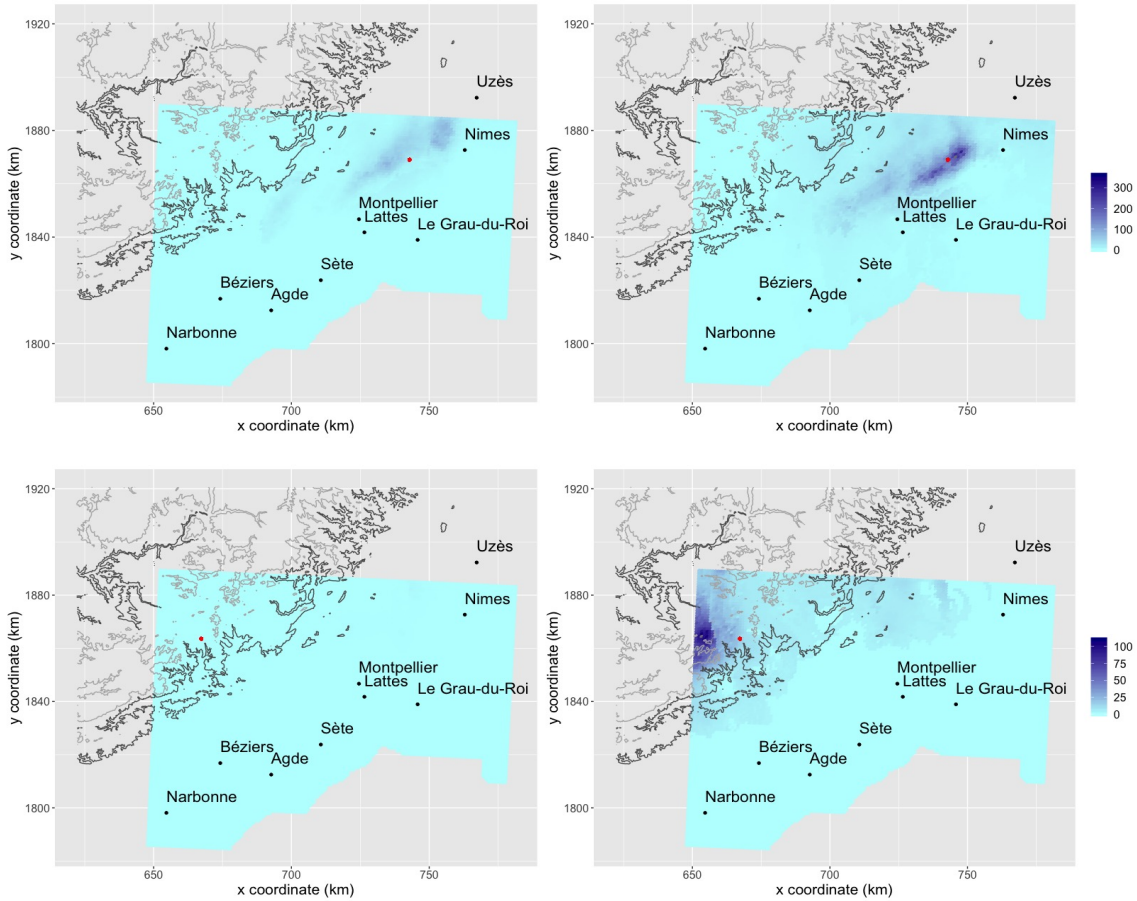 1920
1880
1840
1800
y coordinate (km)
Uzès
Nimes
Montpellier
Lattes
Le Grau-du-Roi
Sète
Béziers
Agde
Narbonne
650
700
750
x coordinate (km)
1920
1880
1840
1800
y coordinate (km)
Uzès
Nimes
Montpellier
Lattes
Le Grau-du-Roi
Sète
Béziers
Agde
Narbonne
650
700
750
x coordinate (km)
300
200
100
0
1920
1880
1840
1800
y coordinate (km)
Uzès
Nimes
Montpellier
Lattes
Le Grau-du-Roi
Sète
Béziers
Agde
Narbonne
650
700
750
x coordinate (km)
1920
1880
1840
1800
y coordinate (km)
Uzès
Nimes
Montpellier
Lattes
Le Grau-du-Roi
Sète
Béziers
Agde
Narbonne
650
700
750
x coordinate (km)
100
75
50
25
0